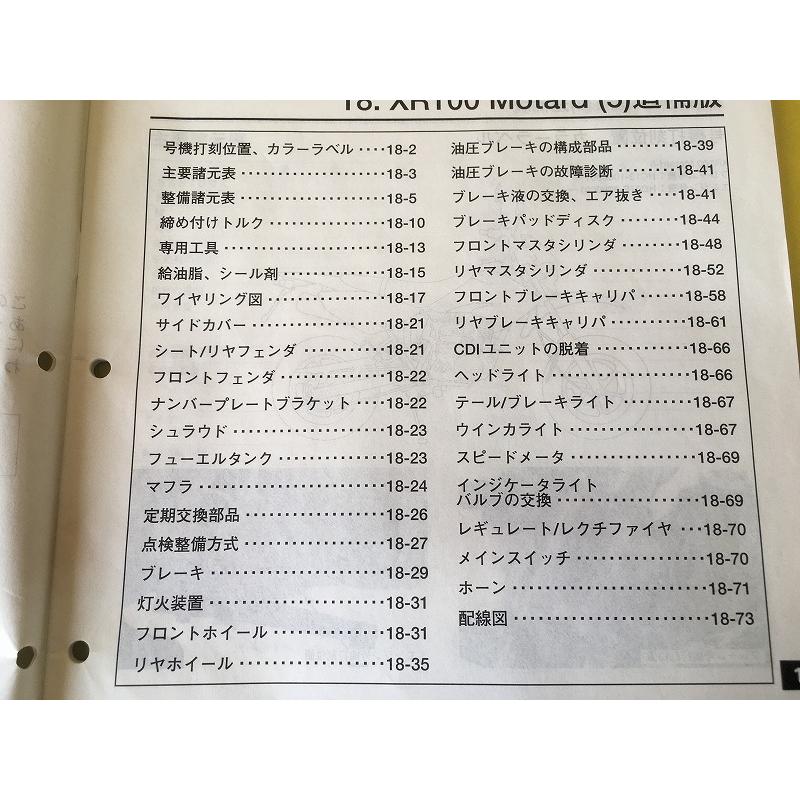 18. XR100 Motard (5)追補版
号機打刻位置、カラーラベル ････18-2
主要諸元表 ･･････････････････18-3
整備諸元表 ･･････････････････18-5
締め付けトルク ･･････････････18-10
専用工具 ････････････････････18-13
給油脂、シール剤 ････････････18-15
ワイヤリング図 ･･････････････18-17
サイドカバー ････････････････18-21
シート/リヤフェンダ ･･････････18-21
フロントフェンダ ････････････18-22
ナンバープレートブラケット ････18-22
シュラウド ･･････････････････18-23
フューエルタンク ････････････18-23
マフラ ･･････････････････････18-24
定期交換部品 ････････････････18-26
点検整備方式 ････････････････18-27
ブレーキ ････････････････････18-29
灯火装置 ････････････････････18-31
フロントホイール ････････････18-31
リヤホイール ････････････････18-35
油圧ブレーキの構成部品 ････････18-39
油圧ブレーキの故障診断 ････････18-41
ブレーキ液の交換、エア抜き ････18-41
ブレーキパッドディスク ････････18-44
フロントマスタシリンダ ････････18-48
リヤマスタシリンダ ････････････18-52
フロントブレーキキャリパ ･･････18-58
リヤブレーキキャリパ ･･････････18-61
CDIユニットの脱着 ････････････18-66
ヘッドライト ････････････････18-66
テール/ブレーキライト ････････18-67
ウインカライト ･･････････････18-67
スピードメータ ･･････････････18-69
インジケータライト
バルブの交換 ････････････････18-69
レギュレート/レクチファイヤ ･･･18-70
メインスイッチ ･･････････････18-70
ホーン ･･････････････････････18-71
配線図 ･･････････････････････18-73